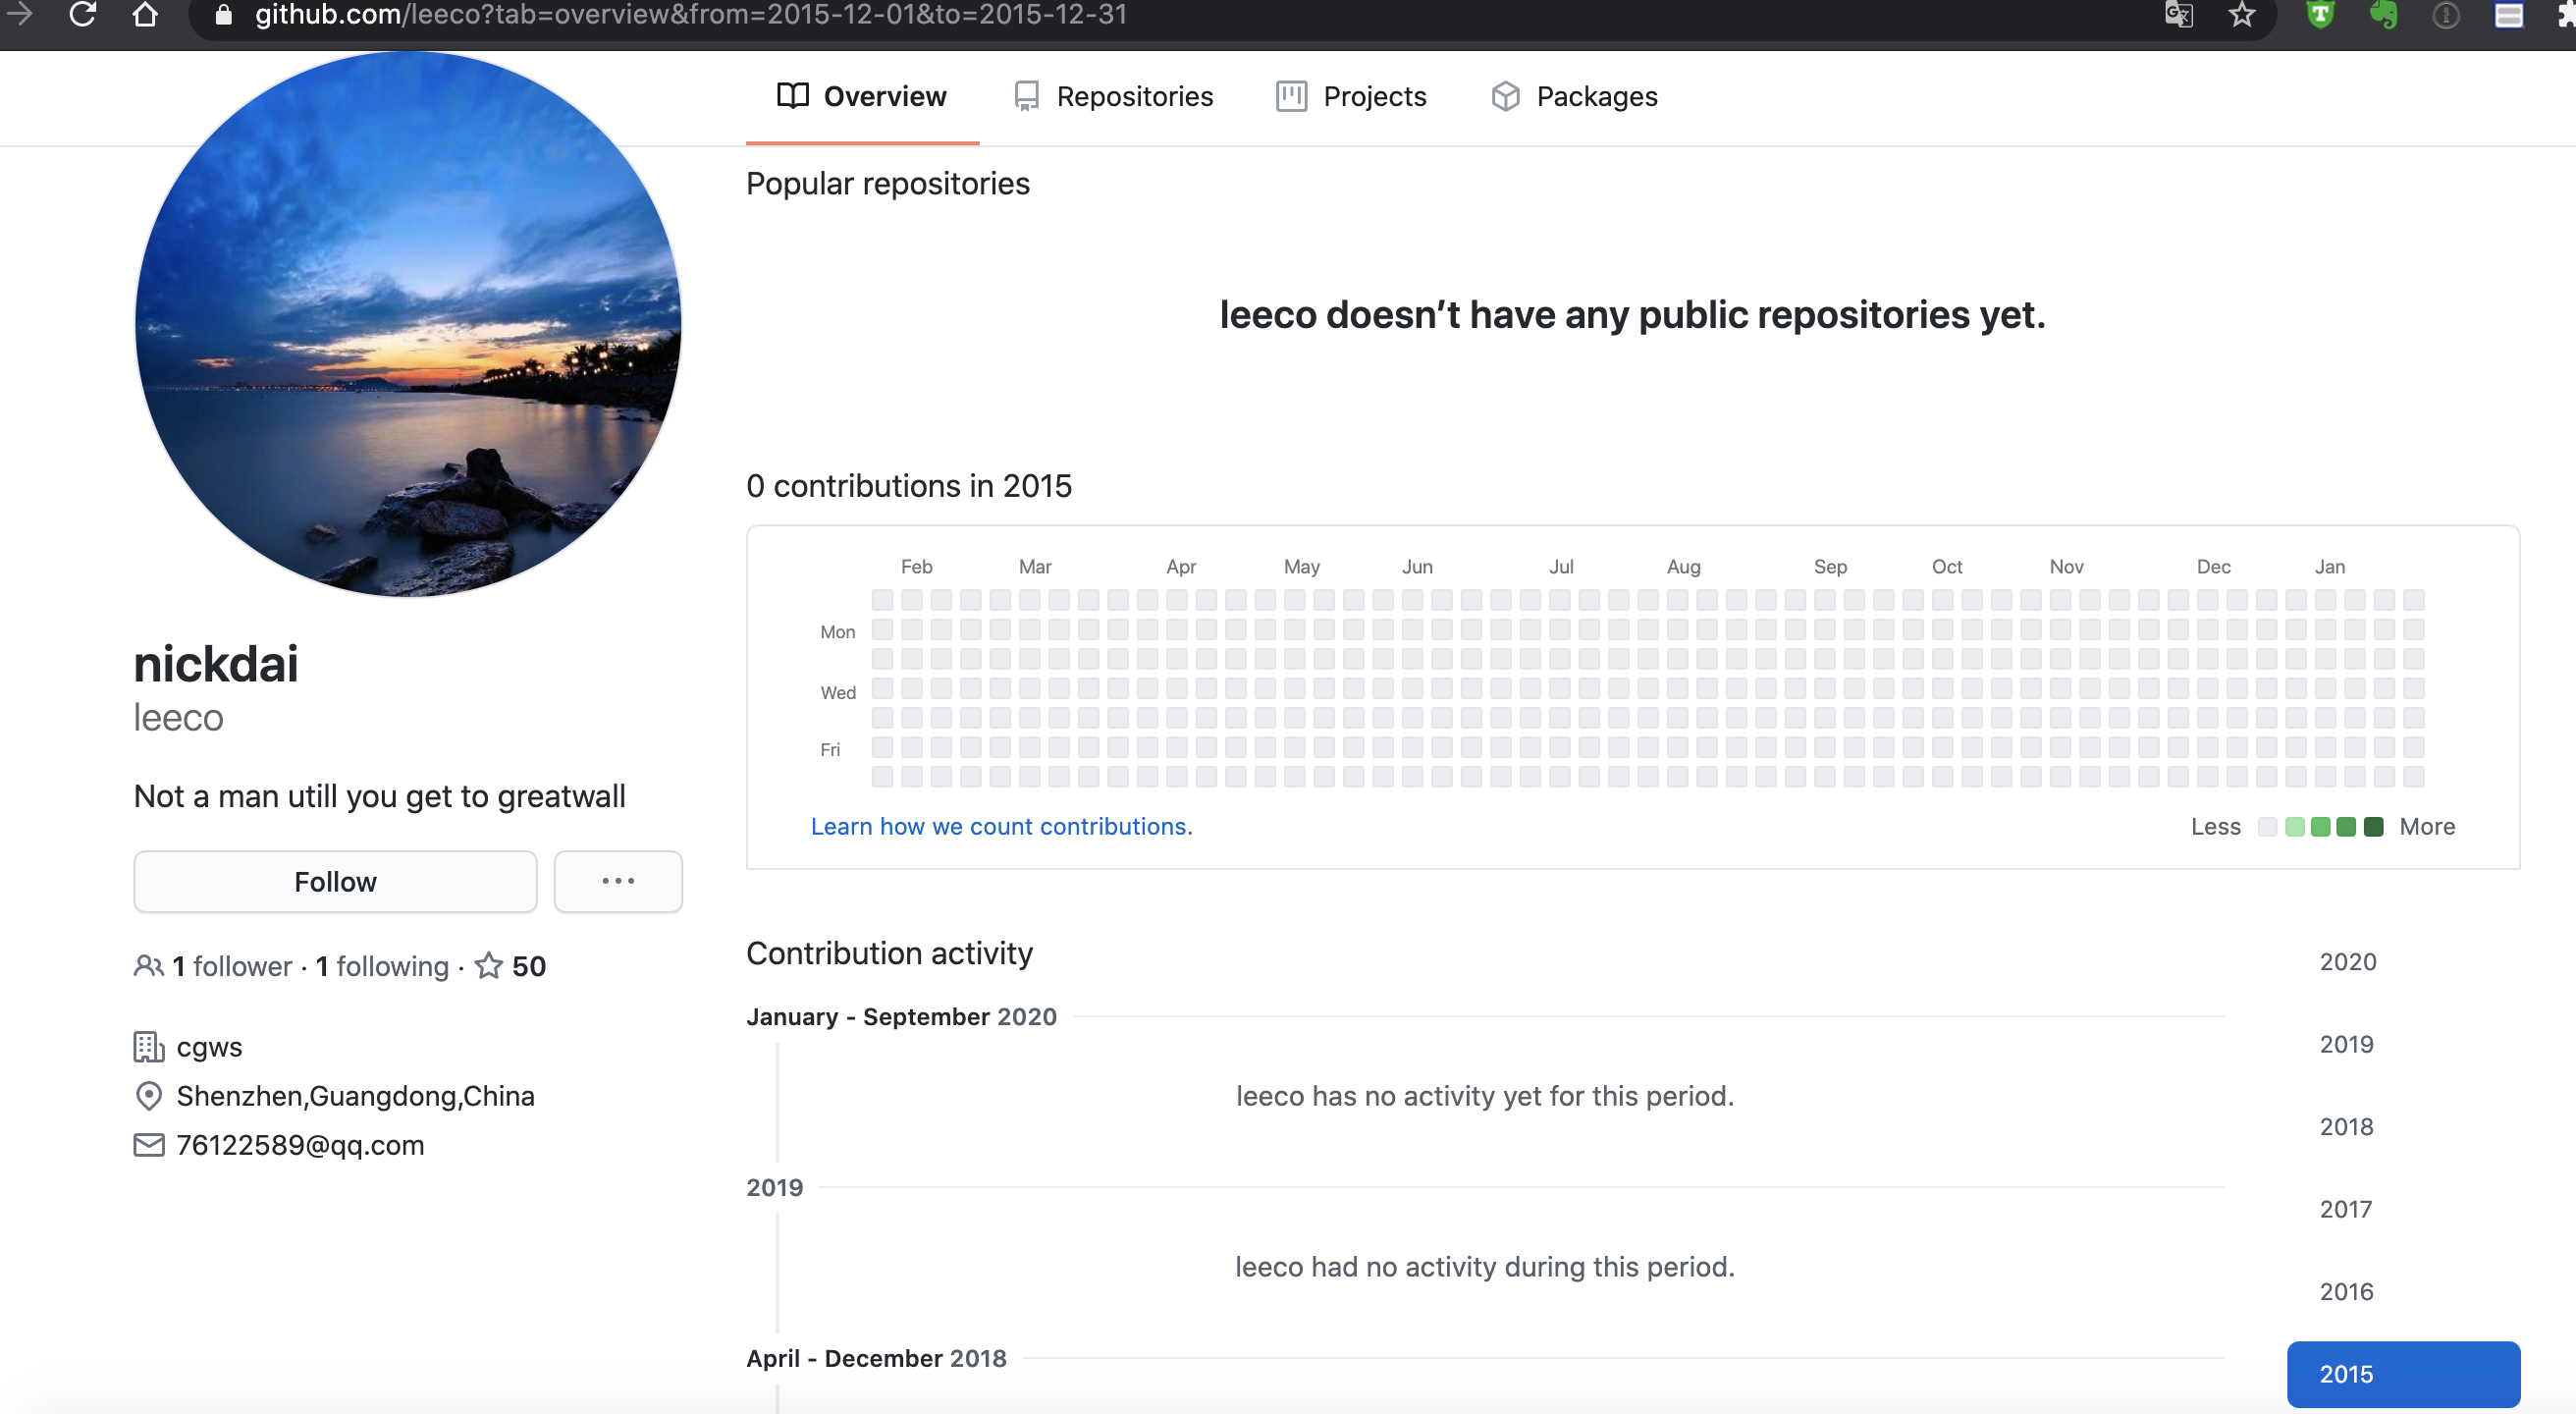 github.com/leeco?tab=overview&from=2015-12-01&to=2015-12-31
Overview Repositories Projects Packages
Popular repositories
leeco doesn’t have any public repositories yet.
0 contributions in 2015
Feb Mar Apr May Jun Jul Aug Sep Oct Nov Dec Jan
Mon
Wed
Fri
Learn how we count contributions.
Less More
nickdai
leeco
Not a man utill you get to greatwall
Follow
1 follower · 1 following · 50
cgws
Shenzhen,Guangdong,China
76122589@qq.com
Contribution activity
January - September 2020
leeco has no activity yet for this period.
2019
leeco had no activity during this period.
April - December 2018
2020
2019
2018
2017
2016
2015